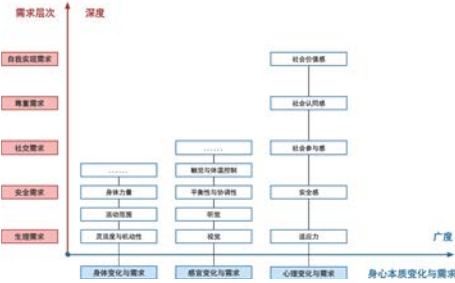 需求层次
深度
自我实现需求
社会价值感
尊重需求
社会认同感
社交需求
......
社会参与感
......
触觉与体温控制
安全需求
身体力量
平衡性与协调性
安全感
活动范围
听觉
生理需求
灵活度与机动性
视觉
适应力
广度
身体变化与需求
感官变化与需求
心理变化与需求
身心本质变化与需求